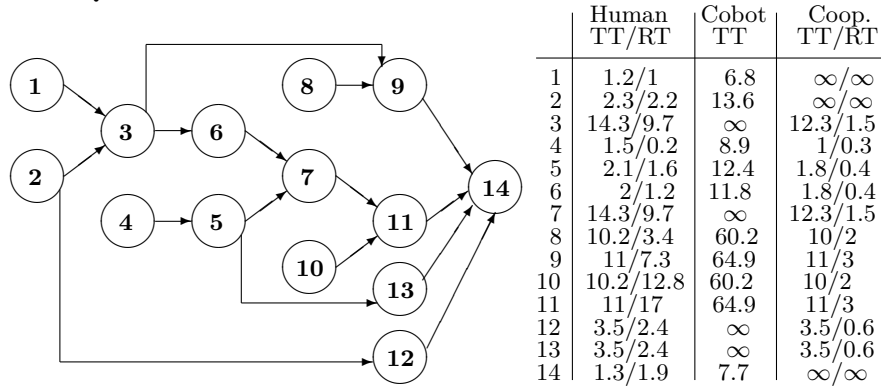 1
2
3
4
5
6
7
8
9
10
11
12
13
14
Human Cobot Coop.
TT/RT TT TT/RT
1 1.2/1 6.8 ∞/∞
2 2.3/2.2 13.6 ∞/∞
3 14.3/9.7 ∞ 12.3/1.5
4 1.5/0.2 8.9 1/0.3
5 2.1/1.6 12.4 1.8/0.4
6 2/1.2 11.8 1.8/0.4
7 14.3/9.7 ∞ 12.3/1.5
8 10.2/3.4 60.2 10/2
9 11/7.3 64.9 11/3
10 10.2/12.8 60.2 10/2
11 11/17 64.9 11/3
12 3.5/2.4 ∞ 3.5/0.6
13 3.5/2.4 ∞ 3.5/0.6
14 1.3/1.9 7.7 ∞/∞